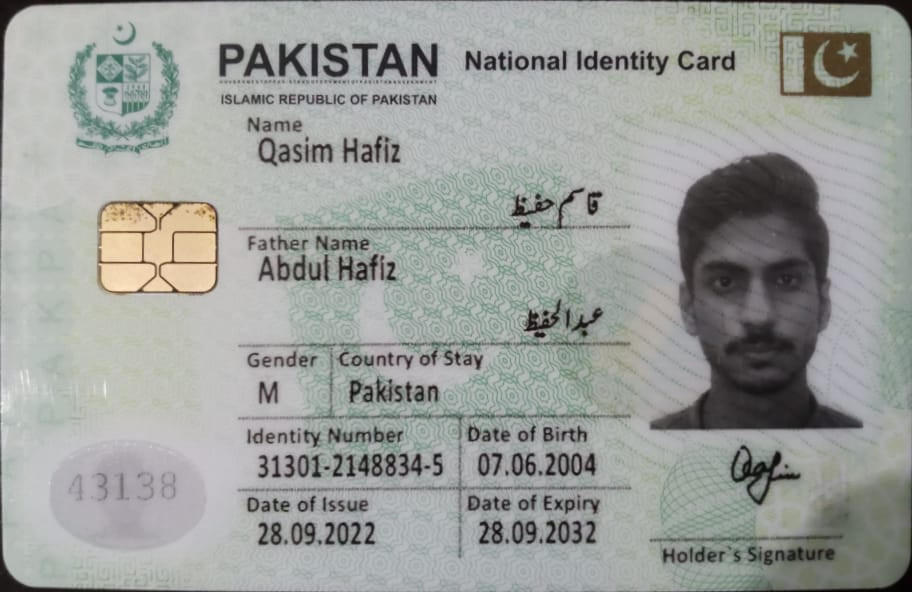 PAKISTAN National Identity Card
ISLAMIC REPUBLIC OF PAKISTAN
Name
Qasim Hafiz
قاسم حفیظ
Father Name
Abdul Hafiz
عبدالحفیظ
Gender Country of Stay
M Pakistan
Identity Number Date of Birth
31301-2148834-5 07.06.2004
43138
Date of Issue Date of Expiry
28.09.2022 28.09.2032
Holder`s Signature